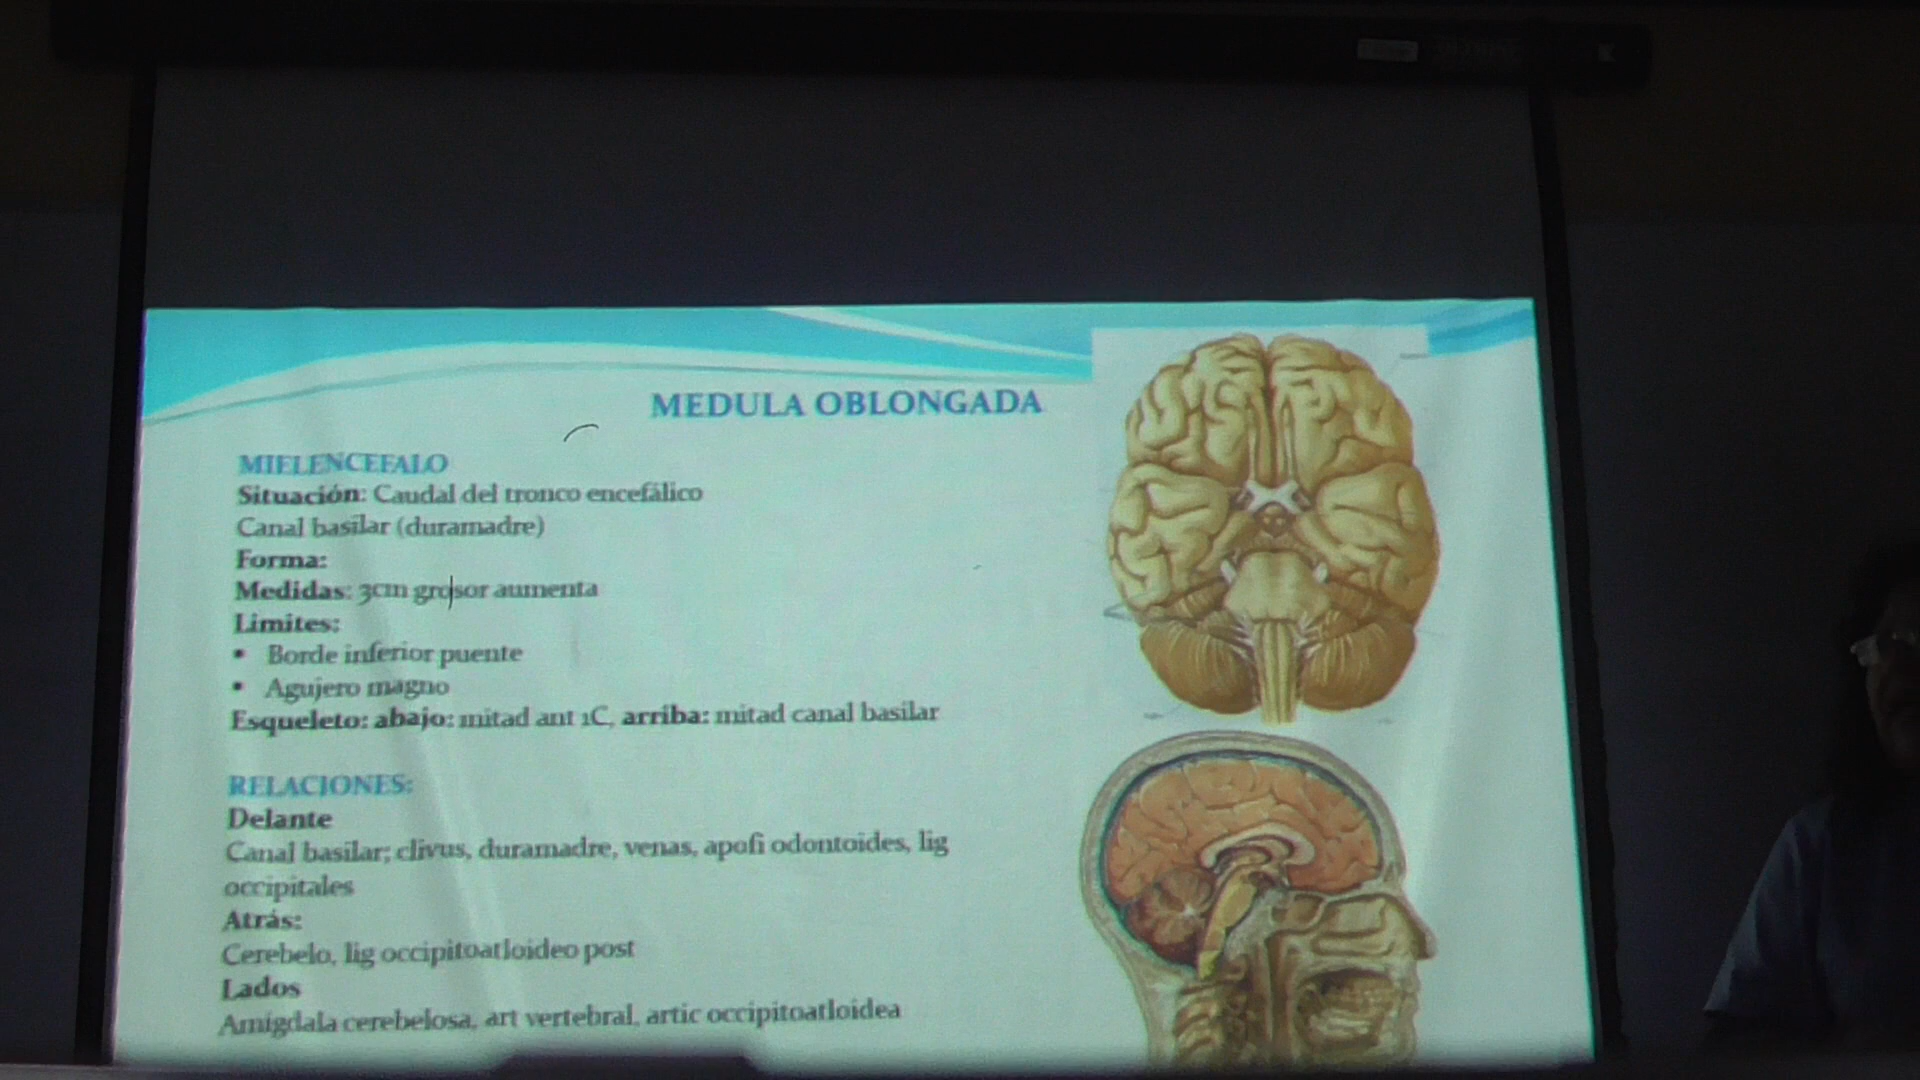 MEDULA OBLONGADA
MIELENCEFALO
Situación: Caudal del tronco encefálico
Canal basilar (duramadre)
Forma:
Medidas: 3cm grosor aumenta
Limites:
• Borde inferior puente
• Agujero magno
Esqueleto: abajo: mitad ant 1C, arriba: mitad canal basilar
RELACIONES:
Delante
Canal basilar; clivus, duramadre, venas, apofi odontoides, lig
occipitales
Atrás:
Cerebelo, lig occipitoatloideo post
Lados
Amígdala cerebelosa, art vertebral, artic occipitoatloidea